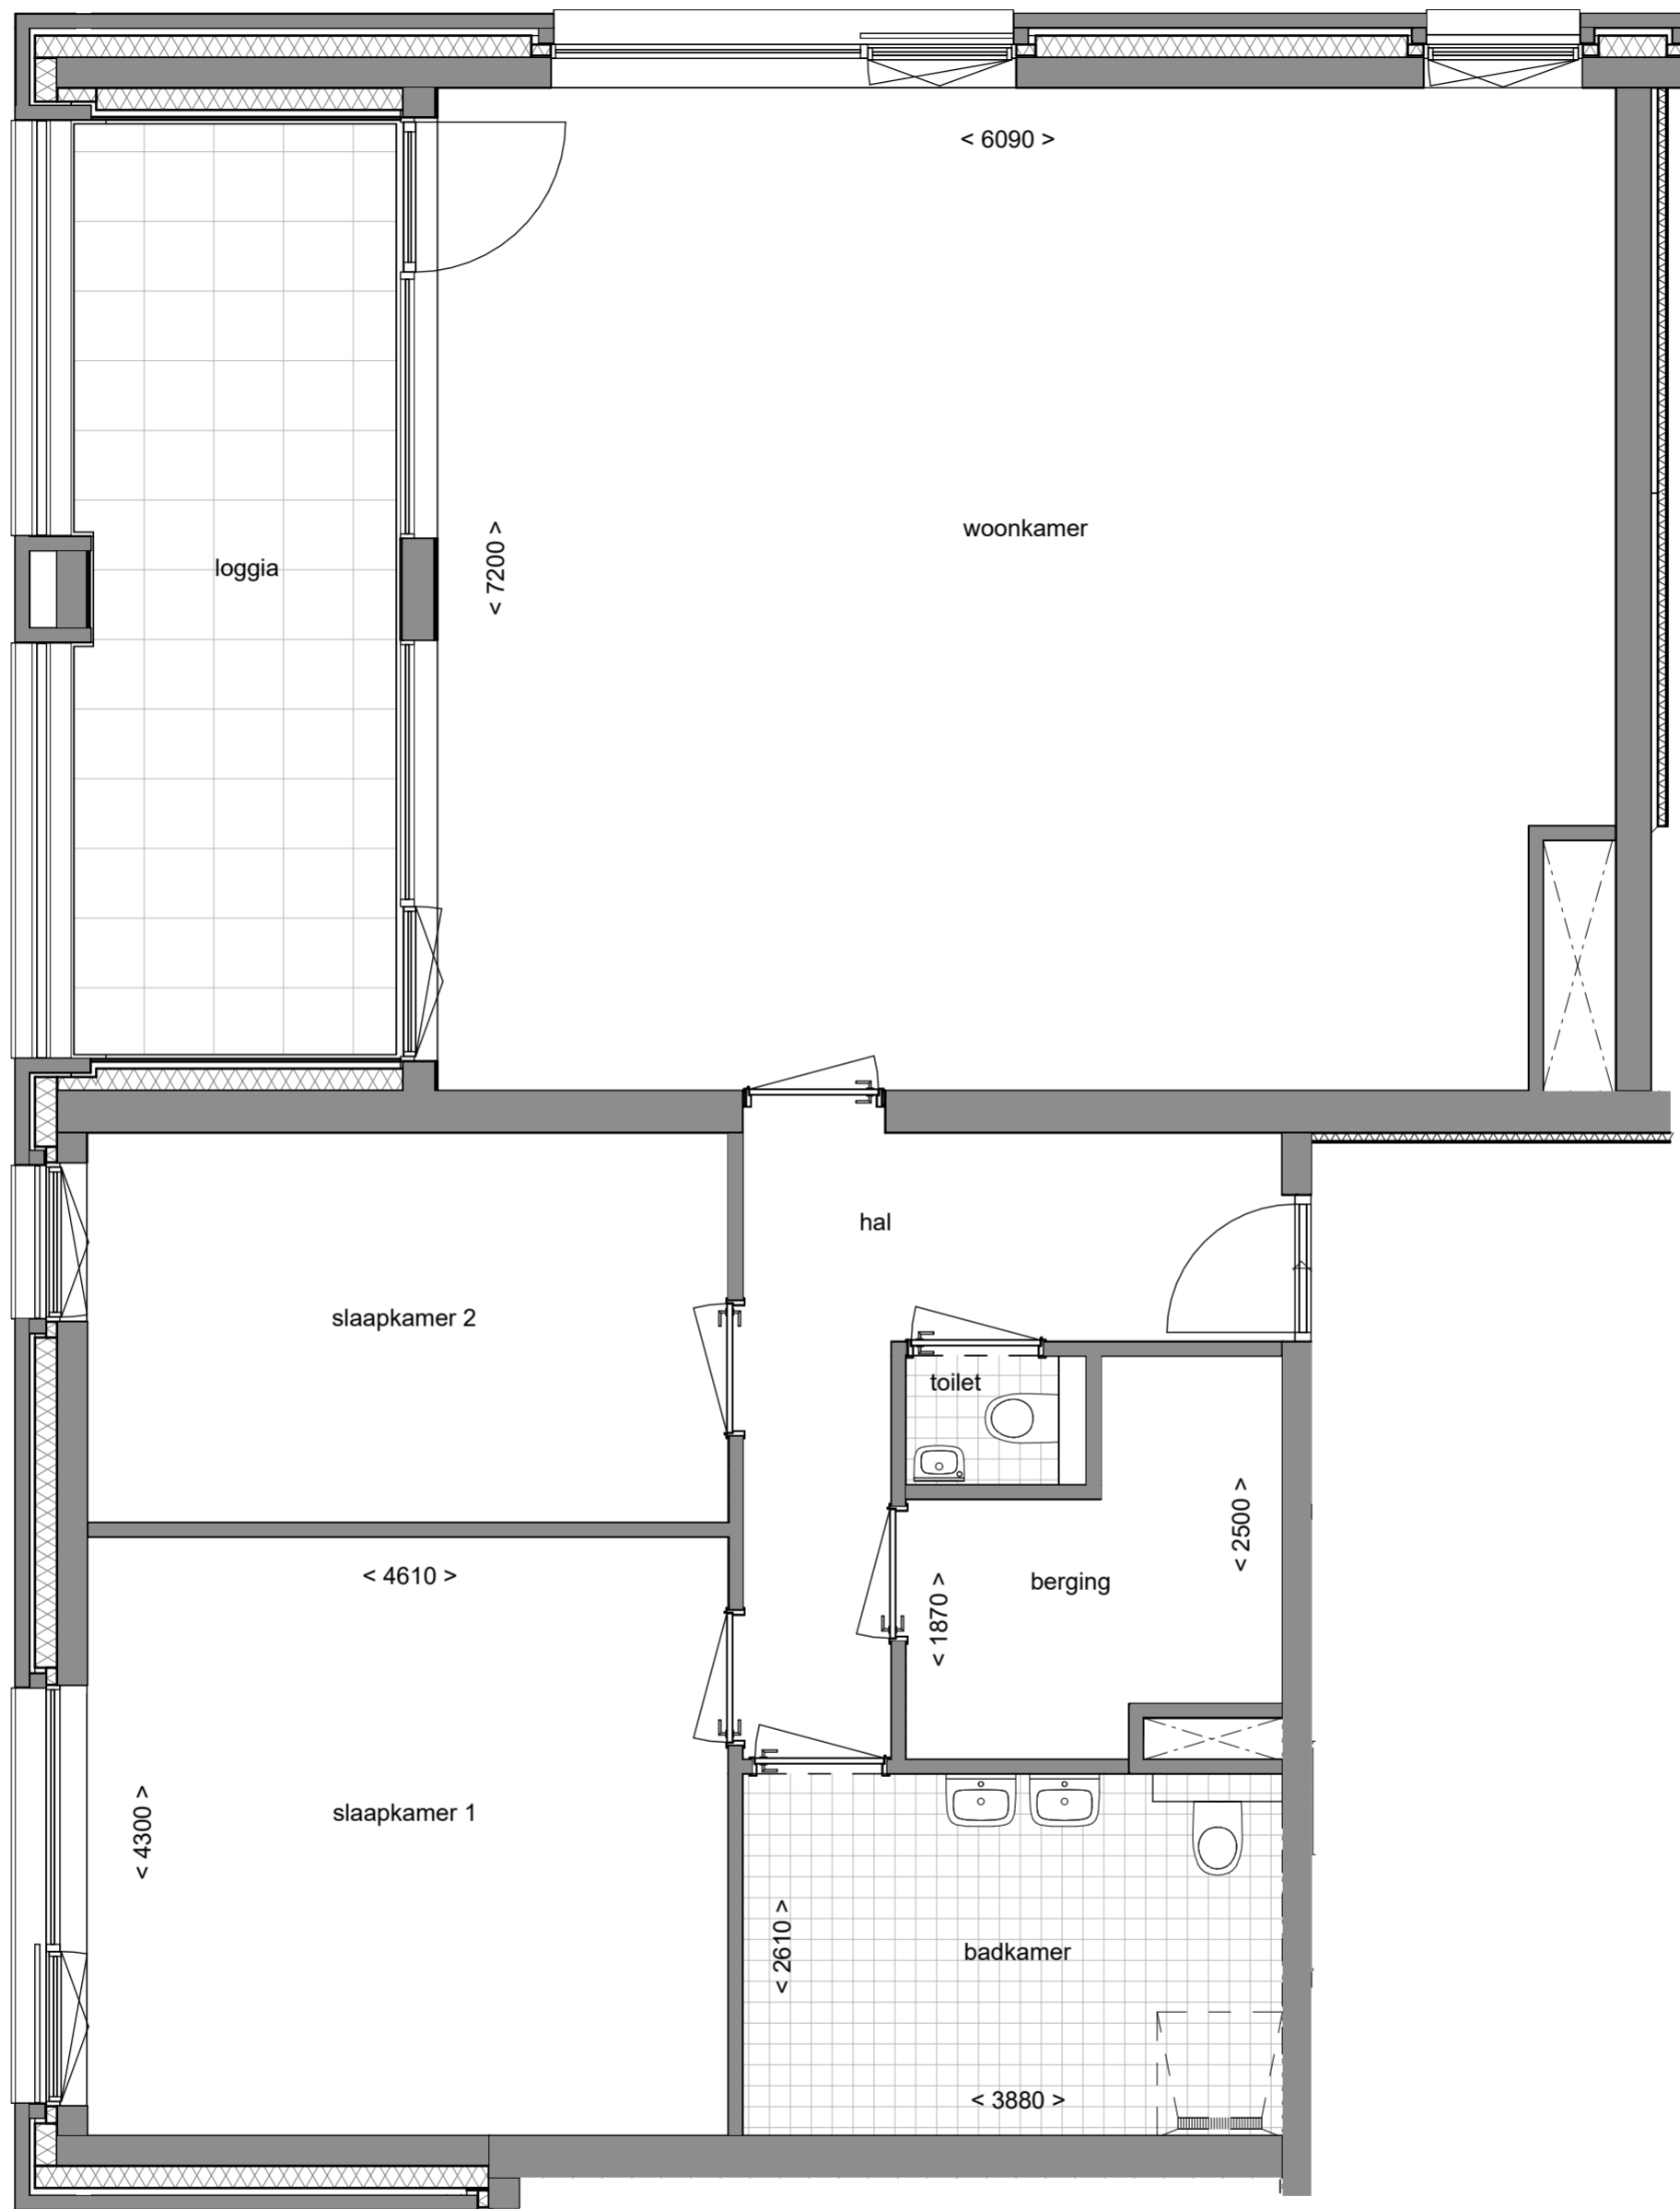 < 6090 >
woonkamer
loggia
< 7200 >
hal
slaapkamer 2
toilet
< 2500 >
< 4610 >
berging
< 1870 >
slaapkamer 1
< 4300 >
badkamer
< 2610 >
< 3880 >